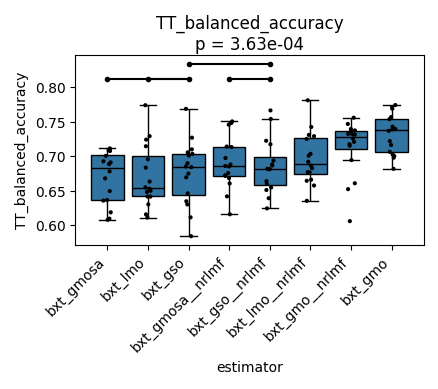 TT_balanced_accuracy
p = 3.63e-04
TT_balanced_accuracy
0.80
0.75
0.70
0.65
0.60
bxt_gmosa
bxt_lmo
bxt_gso
bxt_gmosa__nrlmf
bxt_gso__nrlmf
bxt_lmo__nrlmf
bxt_gmo__nrlmf
bxt_gmo
estimator